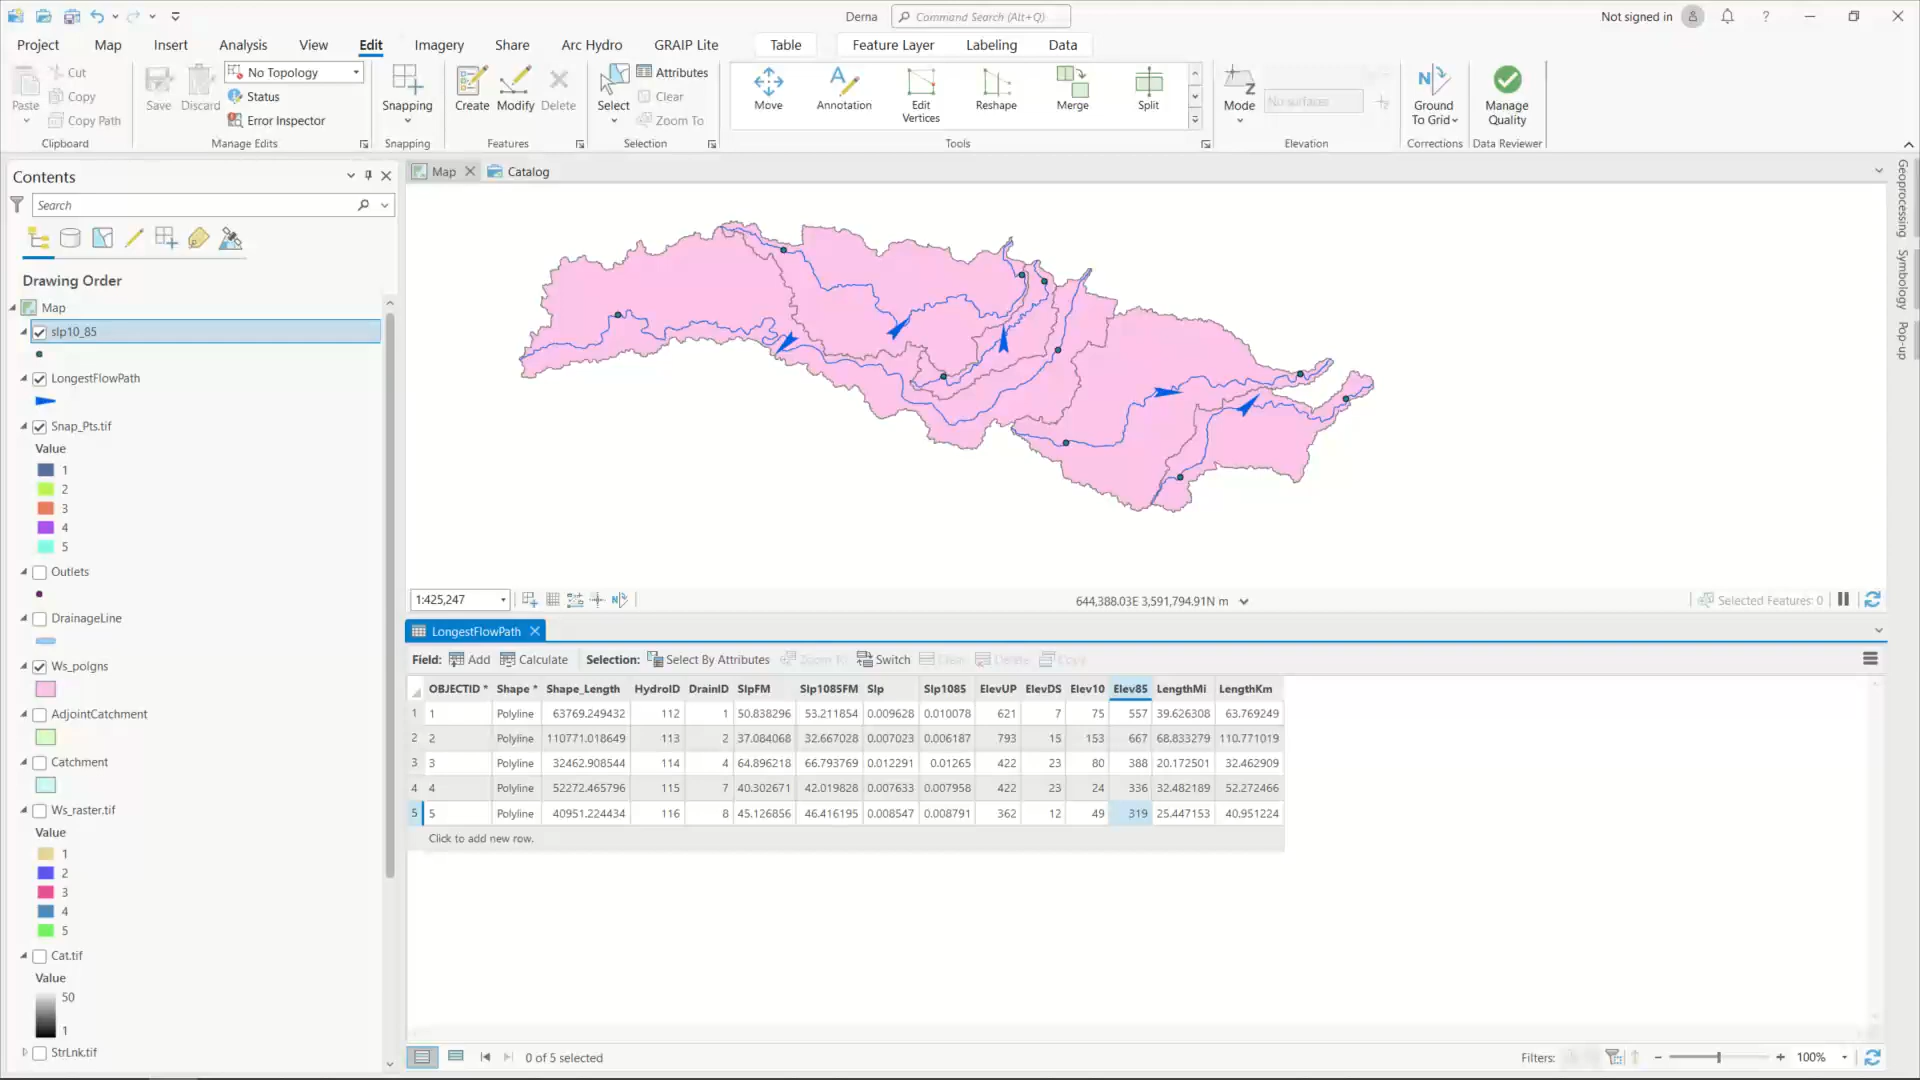 Derna
Command Search (Alt+Q)
Not signed in
?
Project Map Insert Analysis View Edit Imagery Share Arc Hydro GRAIP Lite Table Feature Layer Labeling Data
Paste
Cut
Copy
Copy Path
Clipboard
Save
Discard
No Topology
Status
Error Inspector
Manage Edits
Snapping
Snapping
Create
Modify
Delete
Features
Select
Attributes
Clear
Zoom To
Selection
Move
Annotation
Edit
Vertices
Reshape
Merge
Split
Tools
Mode
No surfaces
Elevation
Ground
To Grid
Corrections
Manage
Quality
Data Reviewer
Contents
Search
Drawing Order
Map
slp10_85
LongestFlowPath
Snap_Pts.tif
Value
1
2
3
4
5
Outlets
DrainageLine
Ws_polgns
AdjointCatchment
Catchment
Ws_raster.tif
Value
1
2
3
4
5
Cat.tif
Value
50
1
StrLnk.tif
Map
Catalog
1:425,247
644,388.03E 3,591,794.91N m
Selected Features: 0
Geoprocessing
Symbology
Pop-up
LongestFlowPath
Field: Add Calculate Selection: Select By Attributes Zoom To Switch Clear Delete Copy
OBJECTID * Shape * Shape_Length HydroID DrainID SlpFM Slp1085FM Slp Slp1085 ElevUP ElevDS Elev10 Elev85 LengthMi LengthKm
1 1 Polyline 63769.249432 112 1 50.838296 53.211854 0.009628 0.010078 621 7 75 557 39.626308 63.769249
2 2 Polyline 110771.018649 113 2 37.084068 32.667028 0.007023 0.006187 793 15 153 667 68.833279 110.771019
3 3 Polyline 32462.908544 114 4 64.896218 66.793769 0.012291 0.01265 422 23 80 388 20.172501 32.462909
4 4 Polyline 52272.465796 115 7 40.302671 42.019828 0.007633 0.007958 422 23 24 336 32.482189 52.272466
5 5 Polyline 40951.224434 116 8 45.126856 46.416195 0.008547 0.008791 362 12 49 319 25.447153 40.951224
Click to add new row.
0 of 5 selected
Filters:
100%